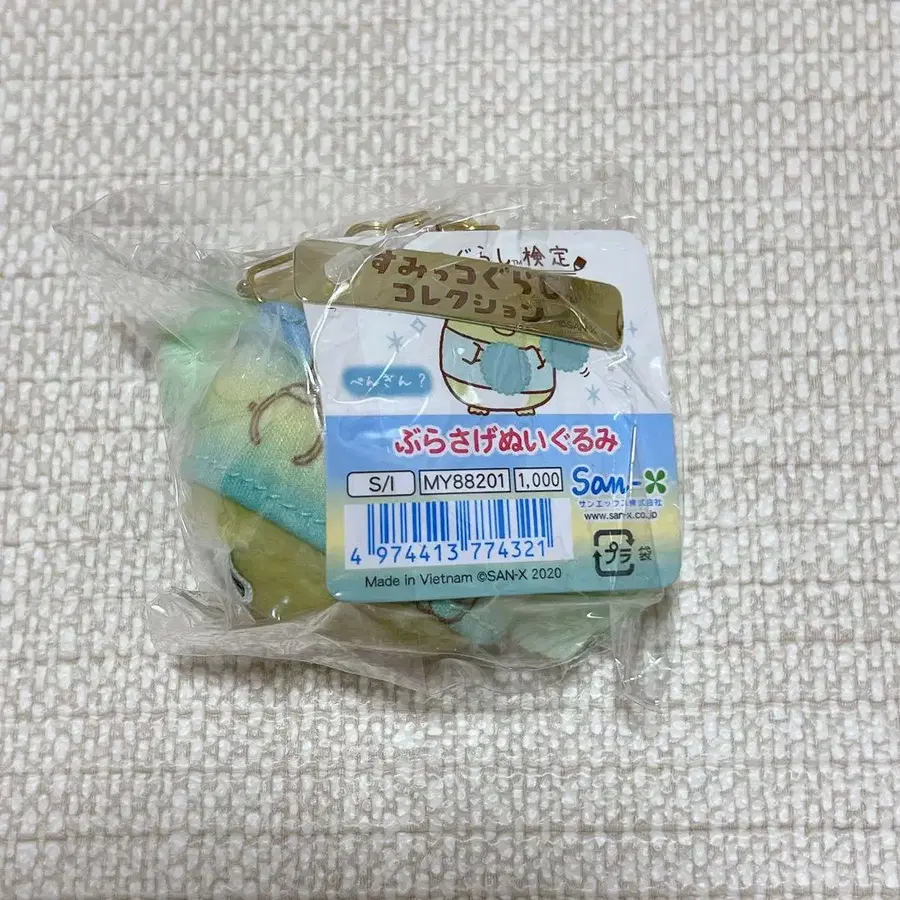 ぐらし™検定
すみっコぐらし
コレクション
©SAN-X
ぺんぎん？
ぶらさげぬいぐるみ
S/I MY88201 1,000
San-X
サンエックス株式会社
www.san-x.co.jp
4 974413 774321
プラ 袋
Made in Vietnam ©SAN-X 2020